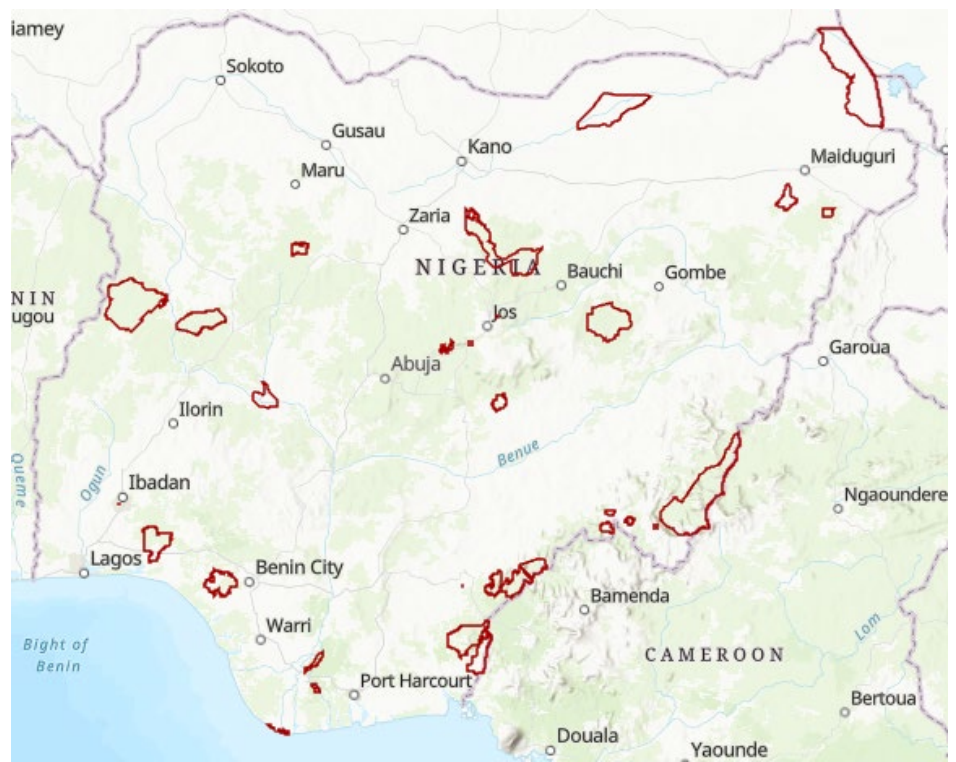 iamey
Sokoto
Gusau
Kano
Maru
Maiduguri
Zaria
NIGERIA
Bauchi
Gombe
NIN
ugou
Jos
Garoua
Abuja
Ilorin
Benue
Ogun
Queme
Ibadan
Ngaoundere
Lagos
Benin City
Bamenda
Warri
Lom
Bight of
Benin
CAMEROON
Port Harcourt
Bertoua
Douala
Yaounde